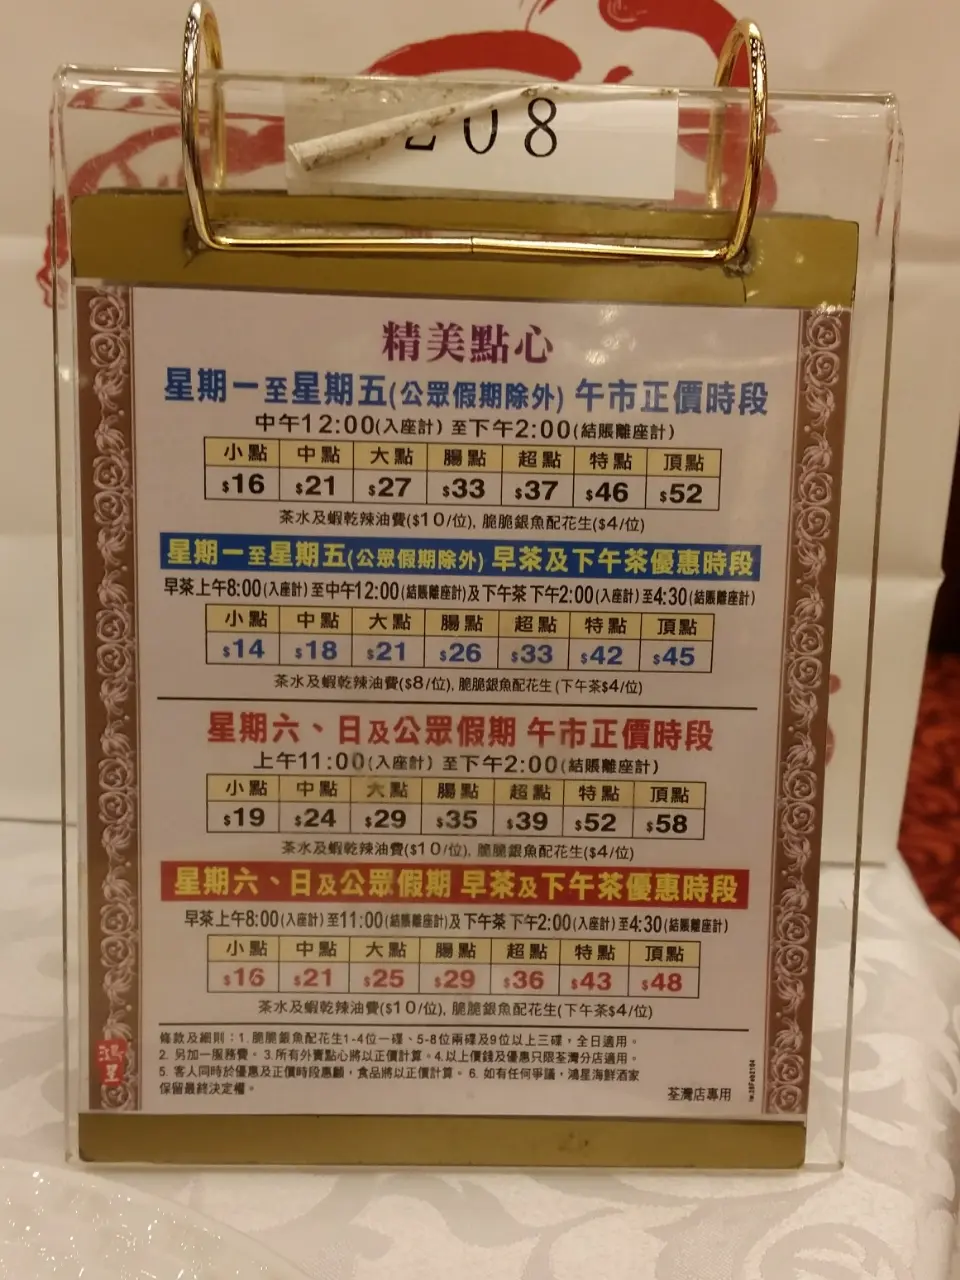 208
精美點心
星期一至星期五(公眾假期除外) 午市正價時段
中午12:00(入座計) 至下午2:00(結賬離座計)
小點 中點 大點 腸點 超點 特點 頂點
$16 $21 $27 $33 $37 $46 $52
茶水及蝦乾辣油費($10/位), 脆脆銀魚配花生($4/位)
星期一至星期五(公眾假期除外) 早茶及下午茶優惠時段
早茶上午8:00(入座計)至中午12:00(結賬離座計)及下午茶 下午2:00(入座計)至4:30(結賬離座計)
小點 中點 大點 腸點 超點 特點 頂點
$14 $18 $21 $26 $33 $42 $45
茶水及蝦乾辣油費($8/位), 脆脆銀魚配花生(下午茶$4/位)
星期六、日及公眾假期 午市正價時段
上午11:00(入座計) 至下午2:00(結賬離座計)
小點 中點 大點 腸點 超點 特點 頂點
$19 $24 $29 $35 $39 $52 $58
茶水及蝦乾辣油費($10/位), 脆脆銀魚配花生($4/位)
星期六、日及公眾假期 早茶及下午茶優惠時段
早茶上午8:00(入座計)至11:00(結賬離座計)及下午茶 下午2:00(入座計)至4:30(結賬離座計)
小點 中點 大點 腸點 超點 特點 頂點
$16 $21 $25 $29 $36 $43 $48
茶水及蝦乾辣油費($10/位), 脆脆銀魚配花生(下午茶$4/位)
條款及細則：1. 脆脆銀魚配花生1-4位一碟、5-8位兩碟及9位以上三碟，全日適用。
2. 另加一服務費。 3.所有外賣點心將以正價計算。4.以上價錢及優惠只限荃灣分店適用。
5. 客人同時於優惠及正價時段惠顧，食品將以正價計算。 6. 如有任何爭議，鴻星海鮮酒家
保留最終決定權。
荃灣店專用
鴻星